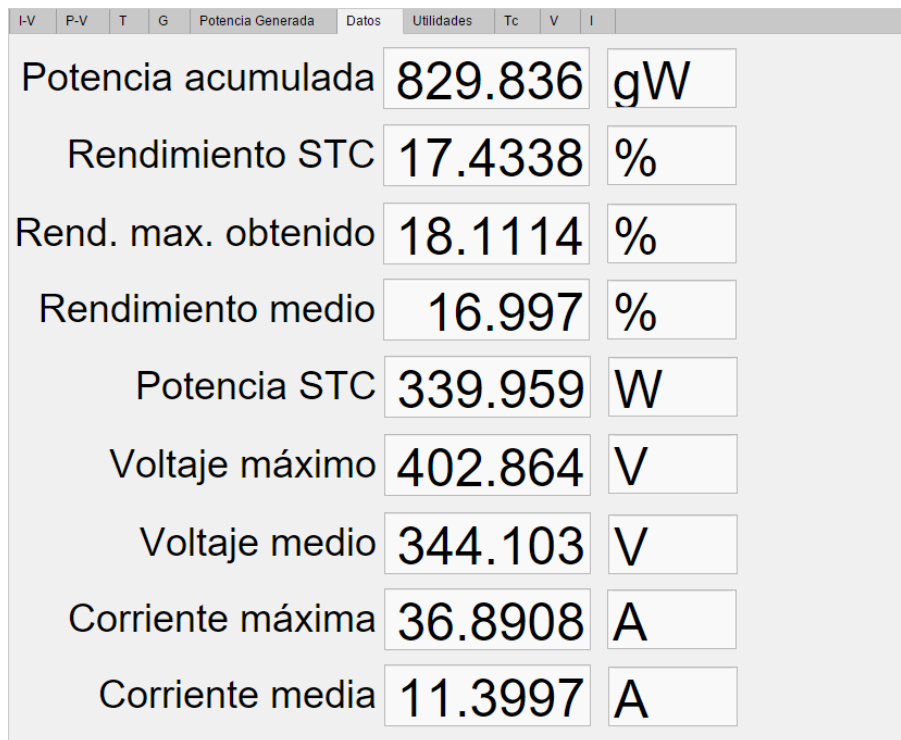 I-V P-V T G Potencia Generada Datos Utilidades Tc V I
Potencia acumulada 829.836 gW
Rendimiento STC 17.4338 %
Rend. max. obtenido 18.1114 %
Rendimiento medio 16.997 %
Potencia STC 339.959 W
Voltaje máximo 402.864 V
Voltaje medio 344.103 V
Corriente máxima 36.8908 A
Corriente media 11.3997 A